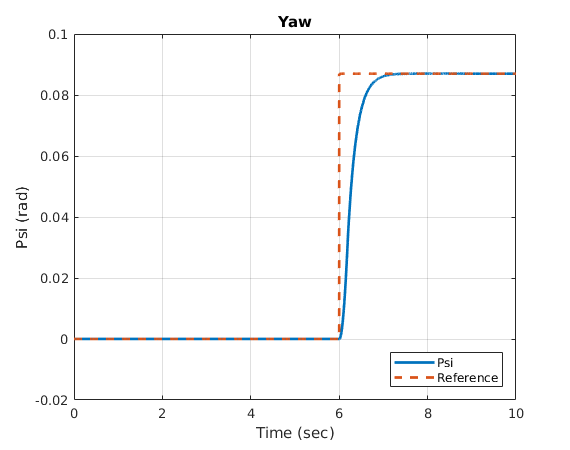 Yaw
0.1
0.08
0.06
0.04
0.02
0
-0.02
Psi (rad)
0 2 4 6 8 10
Time (sec)
Psi
Reference